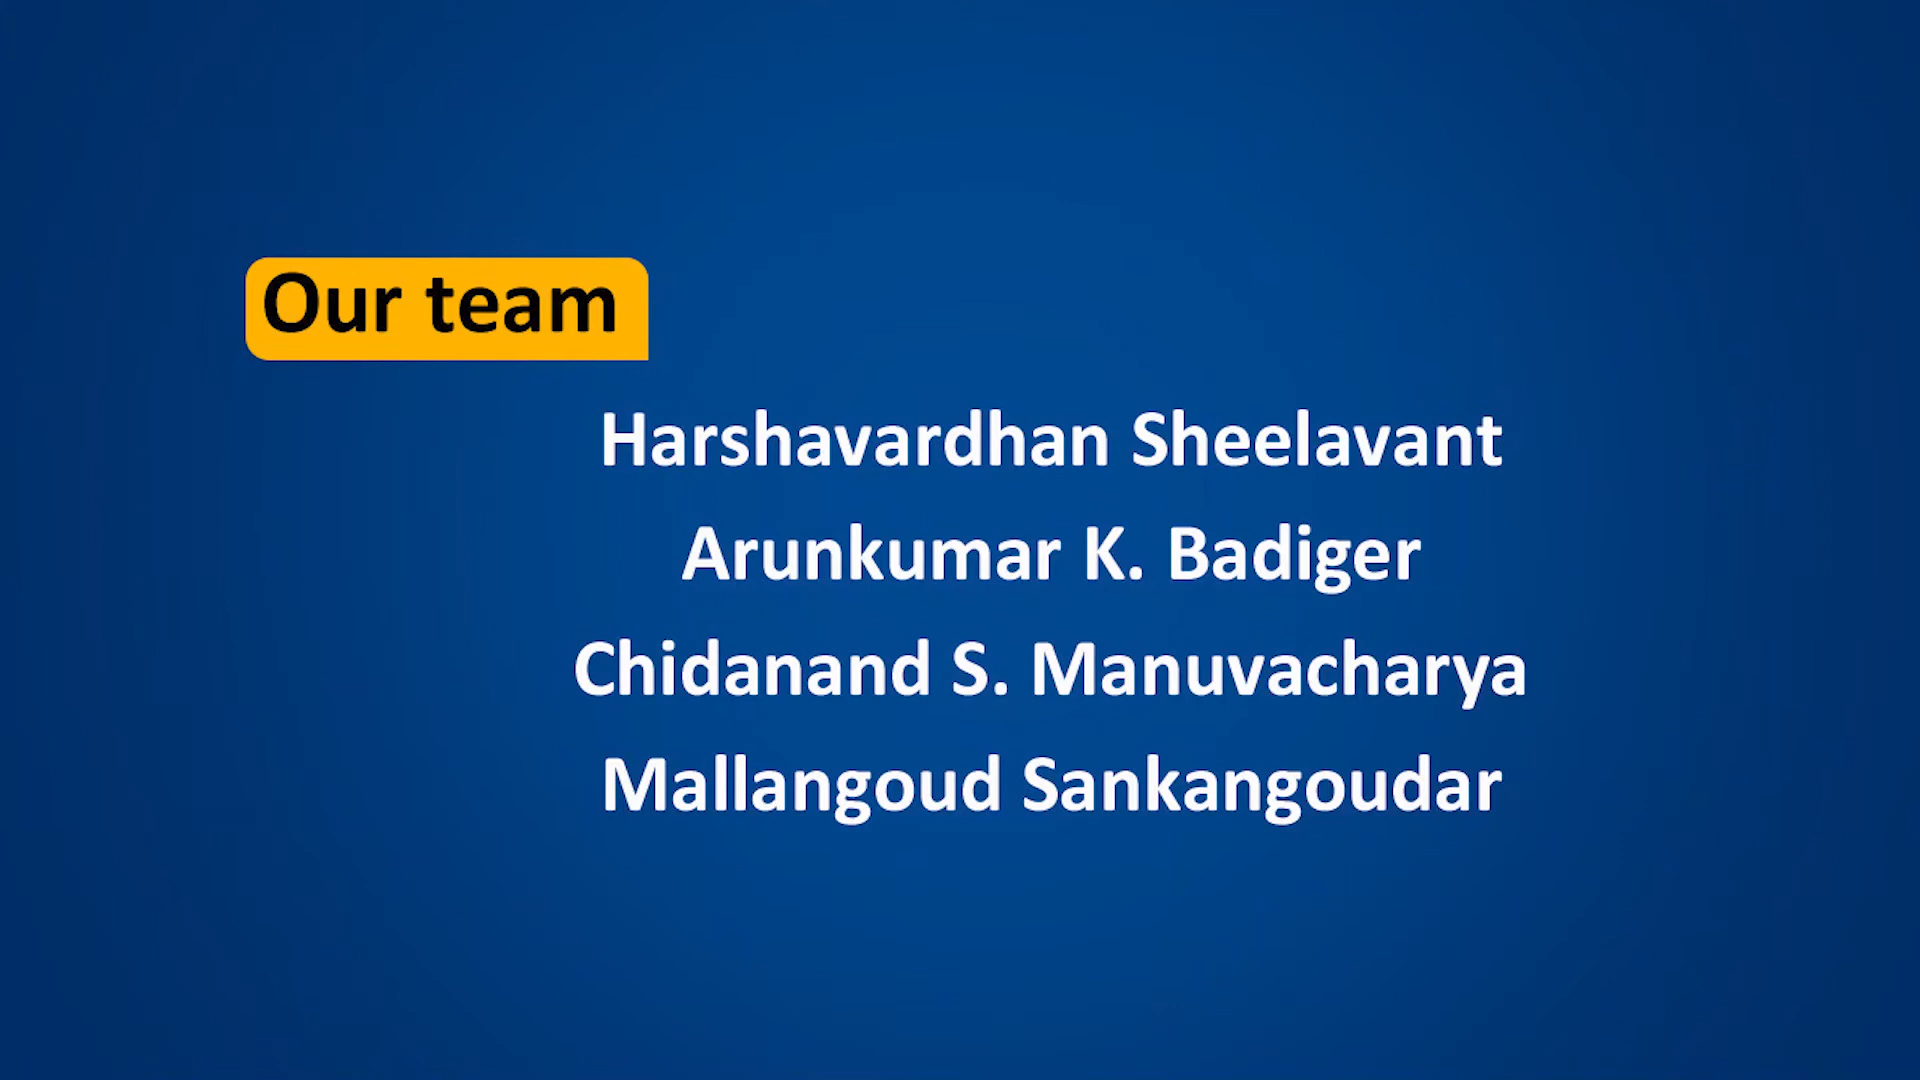 Our team
Harshavardhan Sheelavant
Arunkumar K. Badiger
Chidanand S. Manuvacharya
Mallangoud Sankangoudar